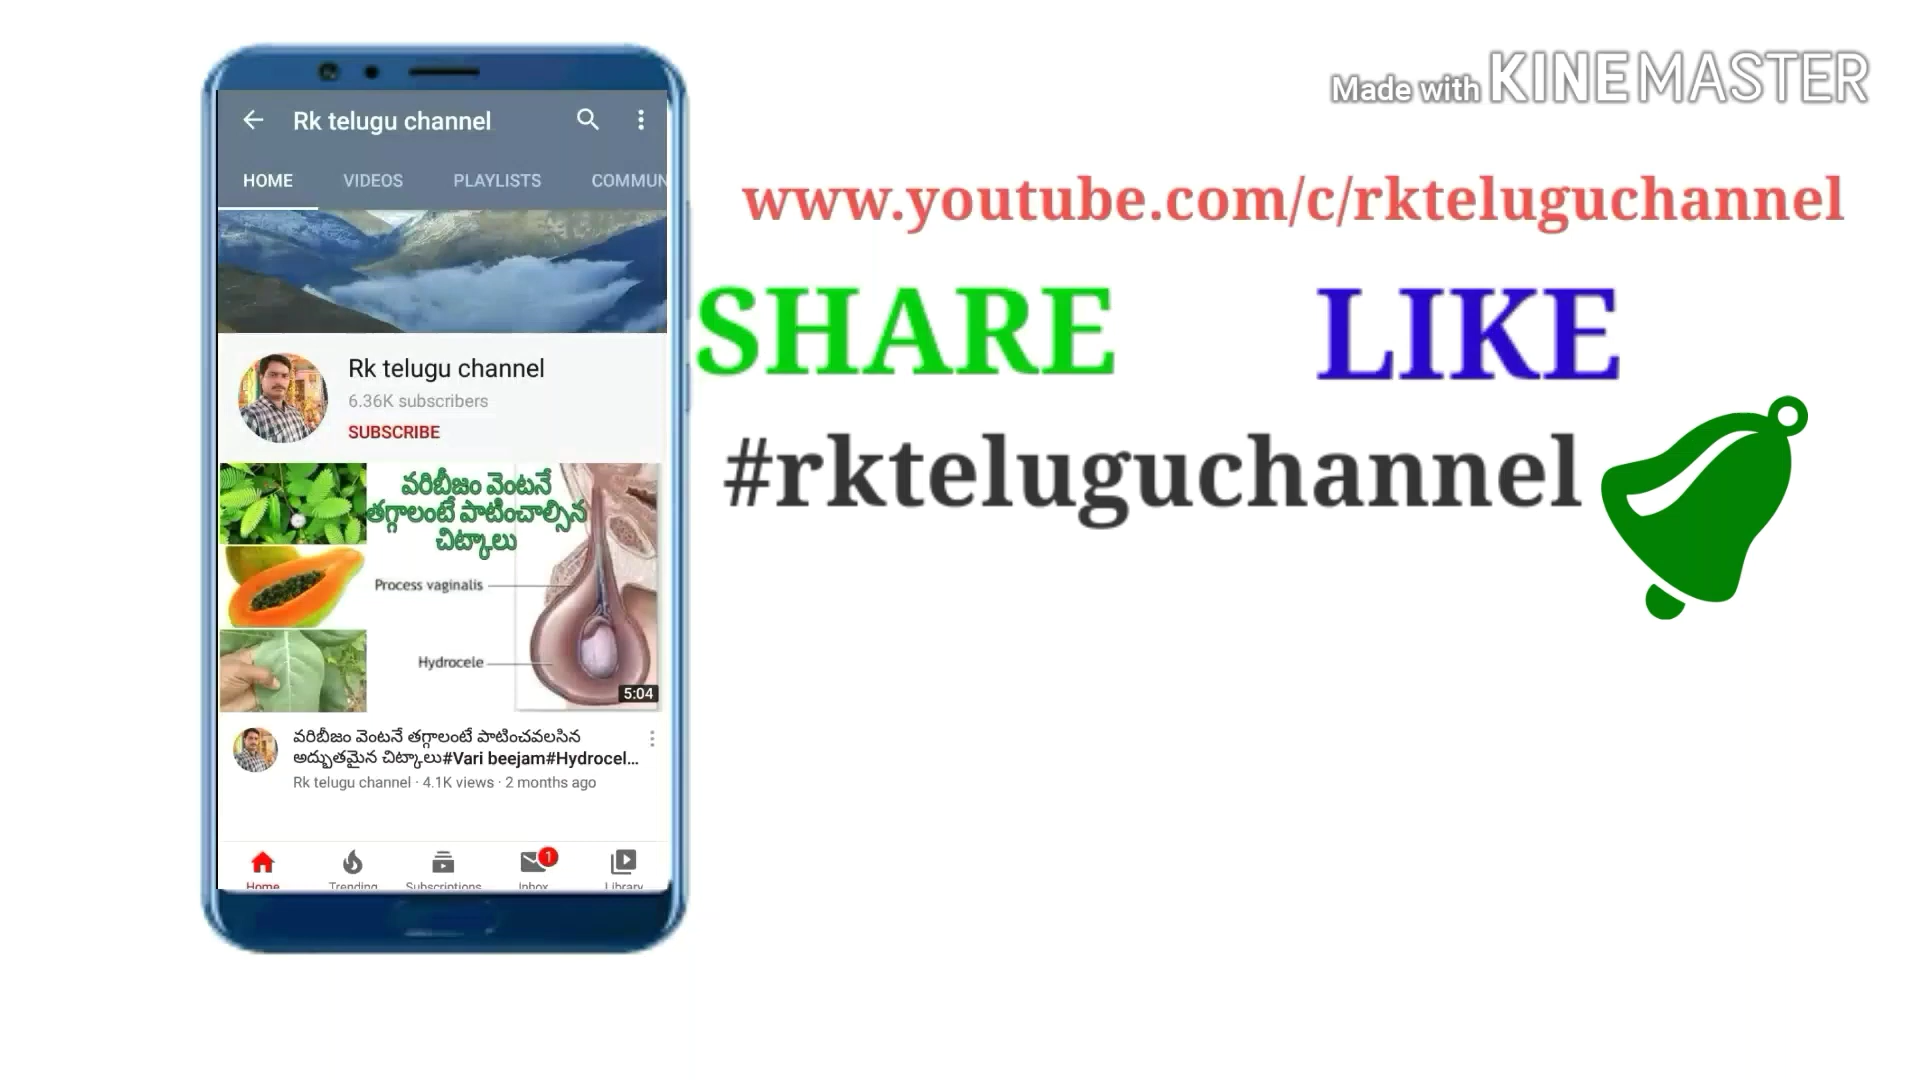 Made with KINEMASTER
Rk telugu channel
HOME VIDEOS PLAYLISTS COMMUN
www.youtube.com/c/rkteluguchannel
SHARE LIKE
Rk telugu channel
6.36K subscribers
SUBSCRIBE
#rkteluguchannel
వరిబీజం వెంటనే
తగ్గాలంటే పాటించాల్సిన
చిట్కాలు
Process vaginalis
Hydrocele
5:04
వరిబీజం వెంటనే తగ్గాలంటే పాటించవలసిన
అద్భుతమైన చిట్కాలు#Vari beejam#Hydrocel...
Rk telugu channel · 4.1K views · 2 months ago
1
Home Trending Subscriptions Inbox Library